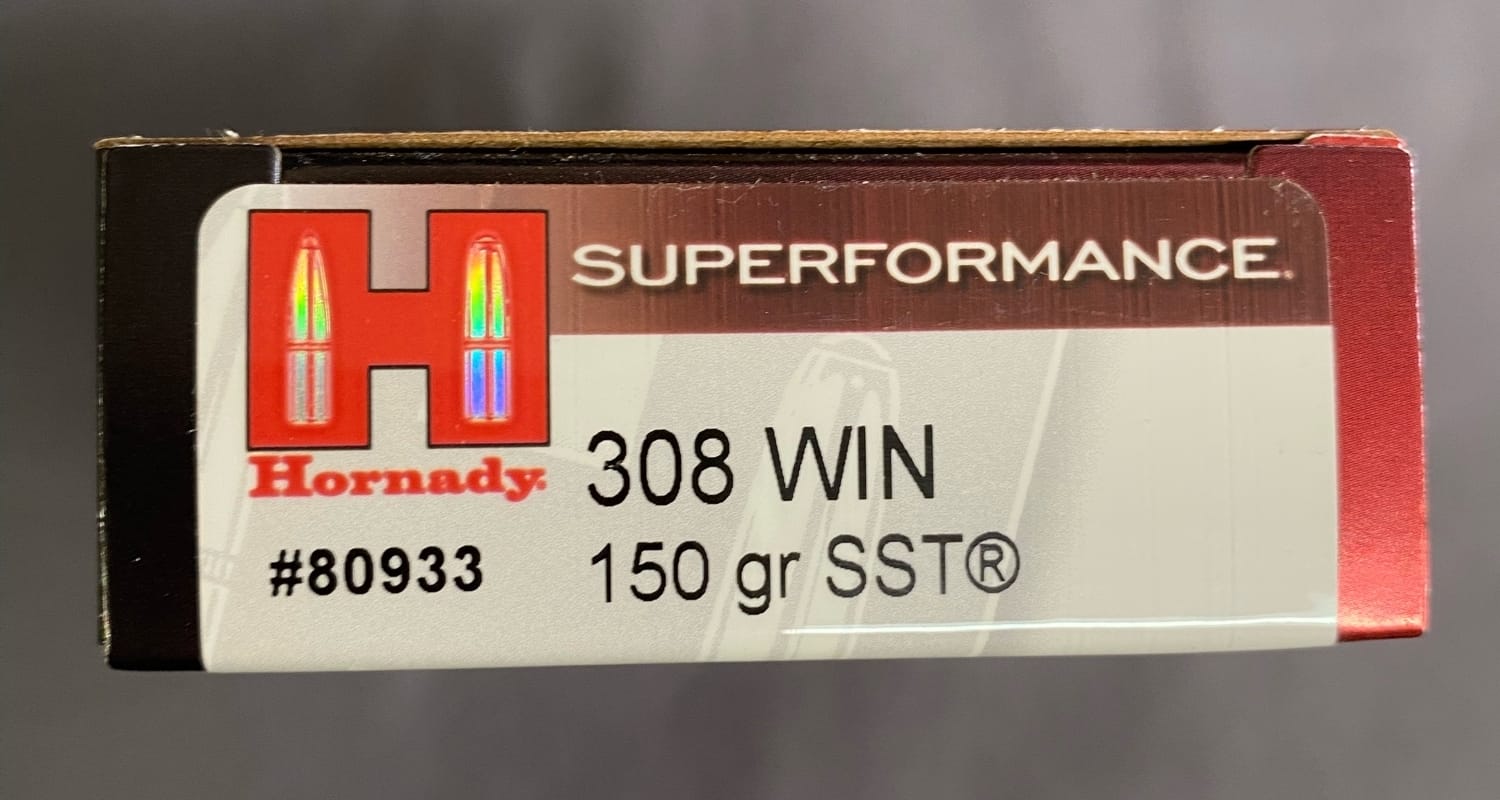 SUPERFORMANCE.
308 WIN
Hornady.
#80933
150 gr SST®